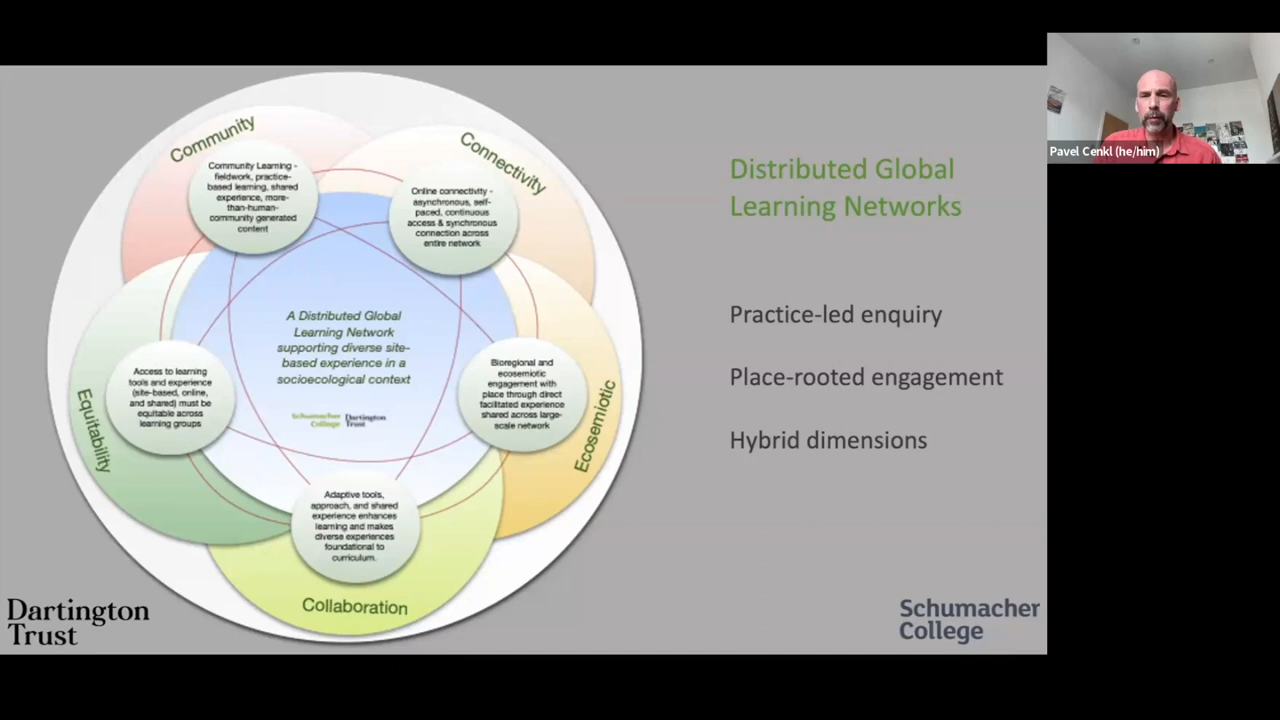 Community
Community Learning -
fieldwork, practice-
based learning, shared
experience, more-
than-human-
community generated
content
Connectivity
Online connectivity -
asynchronous, self-
paced, continuous
access & synchronous
connection across
entire network
A Distributed Global
Learning Network
supporting diverse site-
based experience in a
socioecological context
Schumacher
College
Dartington
Trust
Equitability
Access to learning
tools and experience
(site-based, online,
and shared) must be
equitable across
learning groups
Bioregional and
ecosemiotic
engagement with
place through direct
facilitated experience
shared across large-
scale network
Ecosemiotic
Adaptive tools,
approach, and shared
experience enhances
learning and makes
diverse experiences
foundational to
curriculum.
Collaboration
Distributed Global
Learning Networks
Practice-led enquiry
Place-rooted engagement
Hybrid dimensions
Dartington
Trust
Schumacher
College
Pavel Cenkl (he/him)